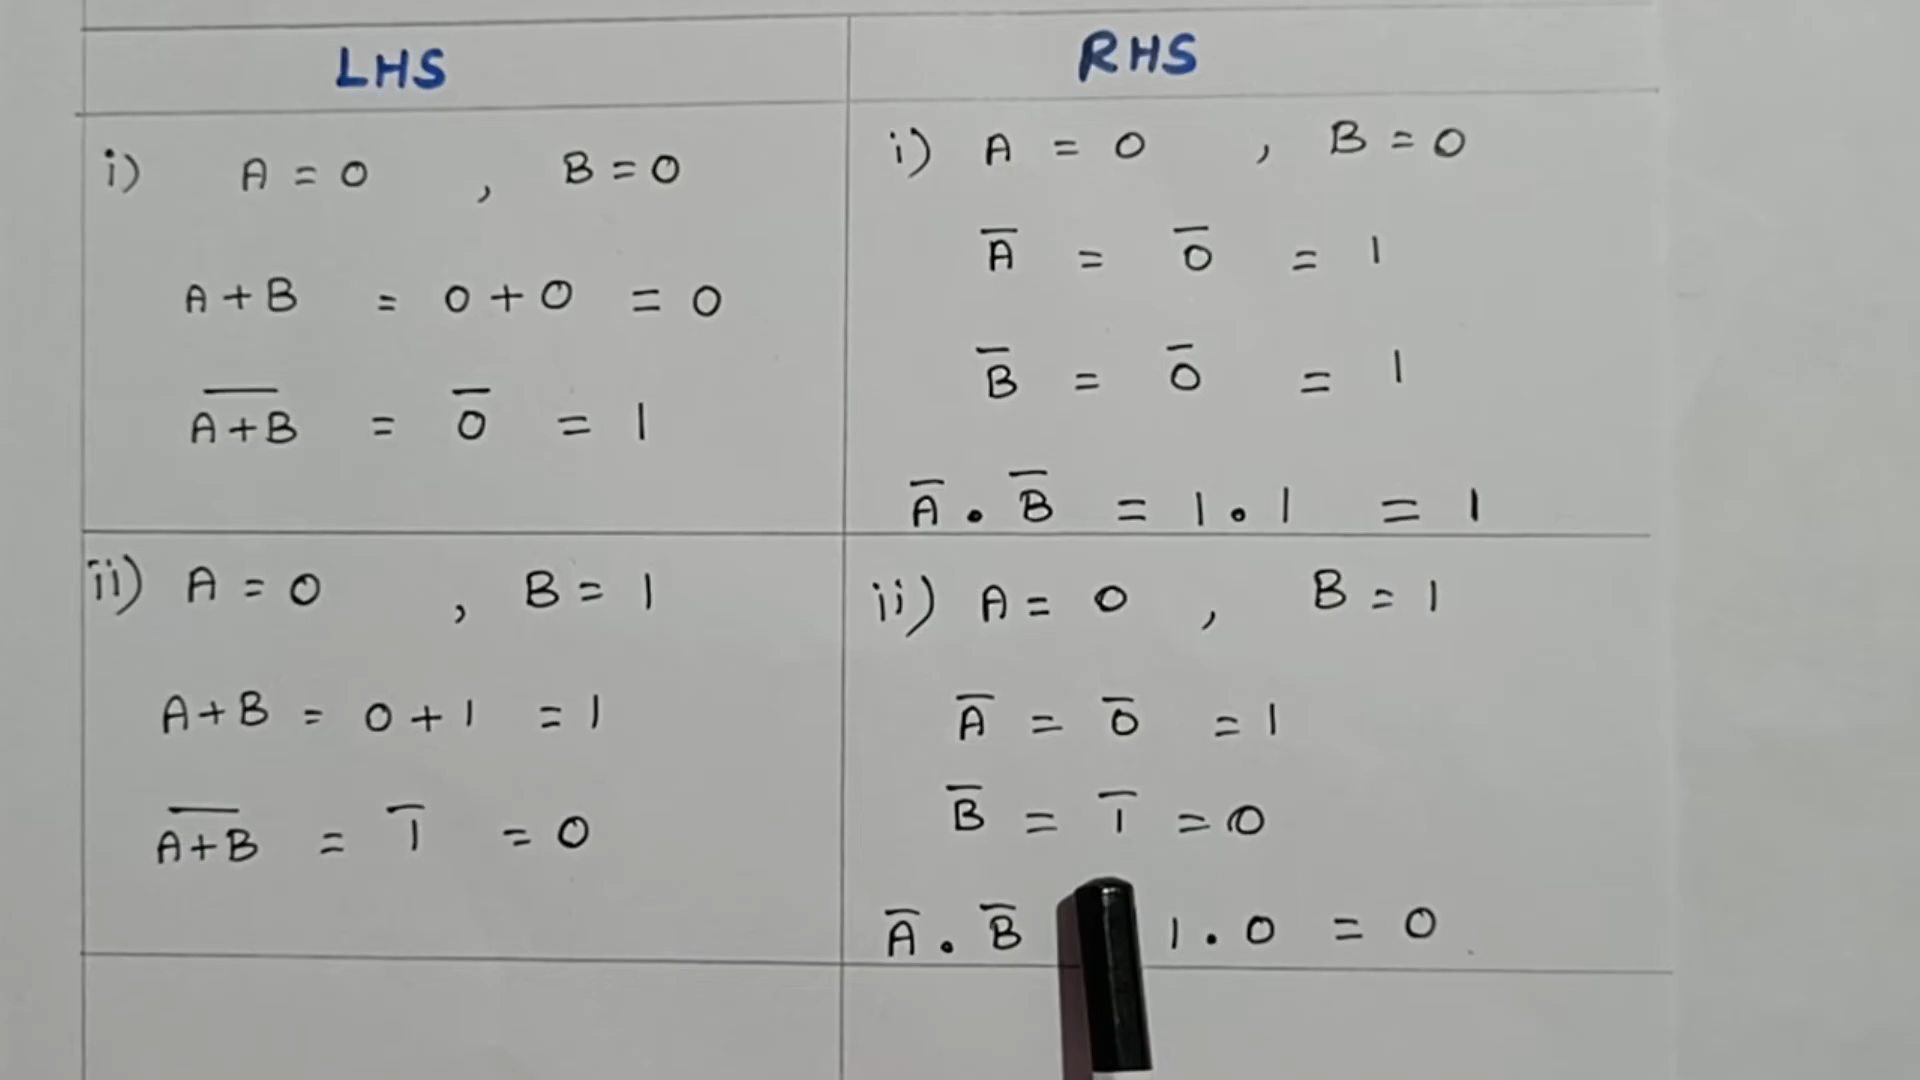 LHS
RHS
i) A = 0 , B = 0
A + B = 0 + 0 = 0
A̅+̅B̅ = 0̅ = 1
i) A = 0 , B = 0
A̅ = 0̅ = 1
B̅ = 0̅ = 1
A̅ . B̅ = 1 . 1 = 1
ii) A = 0 , B = 1
A + B = 0 + 1 = 1
A̅+̅B̅ = 1̅ = 0
ii) A = 0 , B = 1
A̅ = 0̅ = 1
B̅ = 1̅ = 0
A̅ . B̅ 1 . 0 = 0